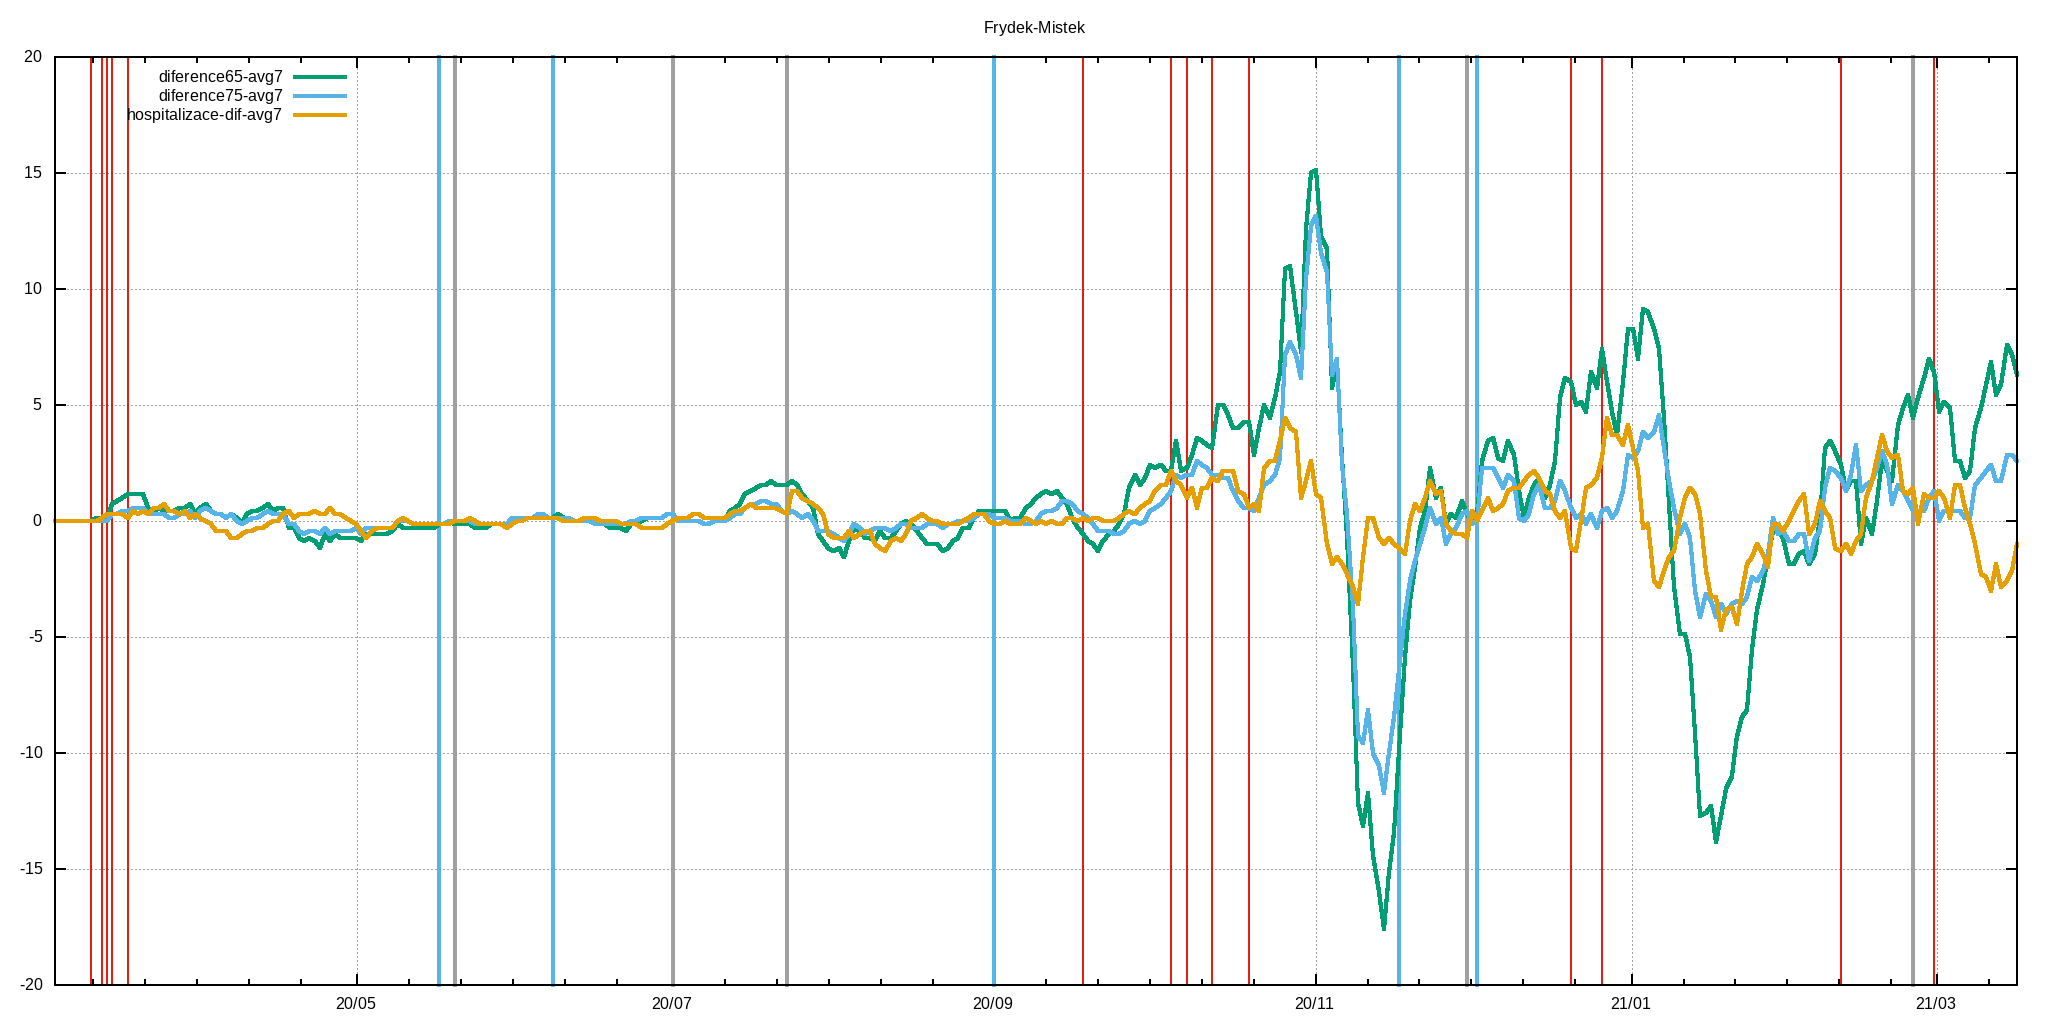 Frydek-Mistek
diference65-avg7
diference75-avg7
hospitalizace-dif-avg7
20
15
10
5
0
-5
-10
-15
-20
20/05 20/07 20/09 20/11 21/01 21/03